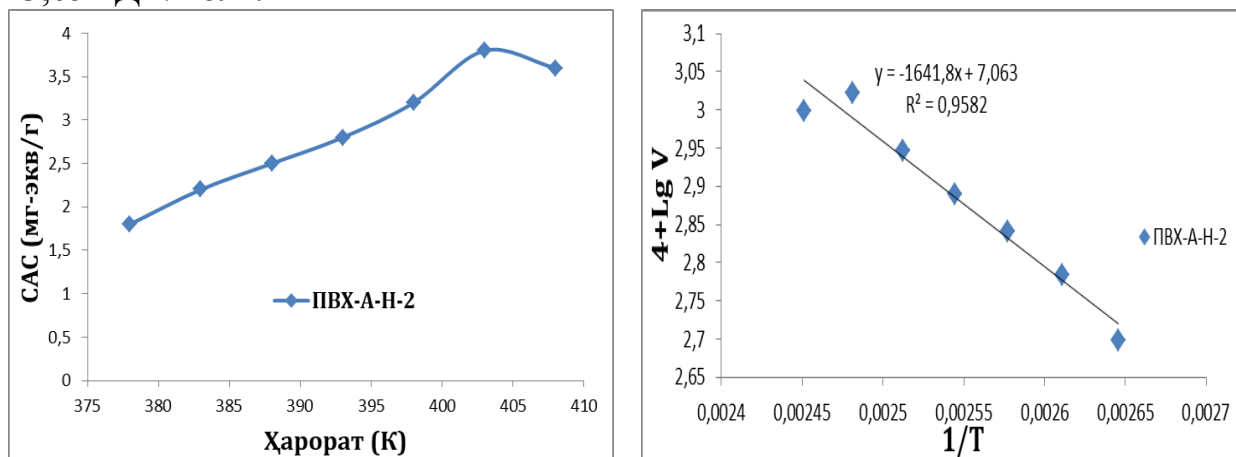 САС (мг-экв/г)
4
3,5
3
2,5
2
1,5
1
0,5
0
ПВХ-А-Н-2
375 380 385 390 395 400 405 410
Ҳарорат (К)
4+Lg V
3,1
3,05
3
2,95
2,9
2,85
2,8
2,75
2,7
2,65
y = -1641,8x + 7,063
R² = 0,9582
ПВХ-А-Н-2
0,0024 0,00245 0,0025 0,00255 0,0026 0,00265 0,0027
1/T